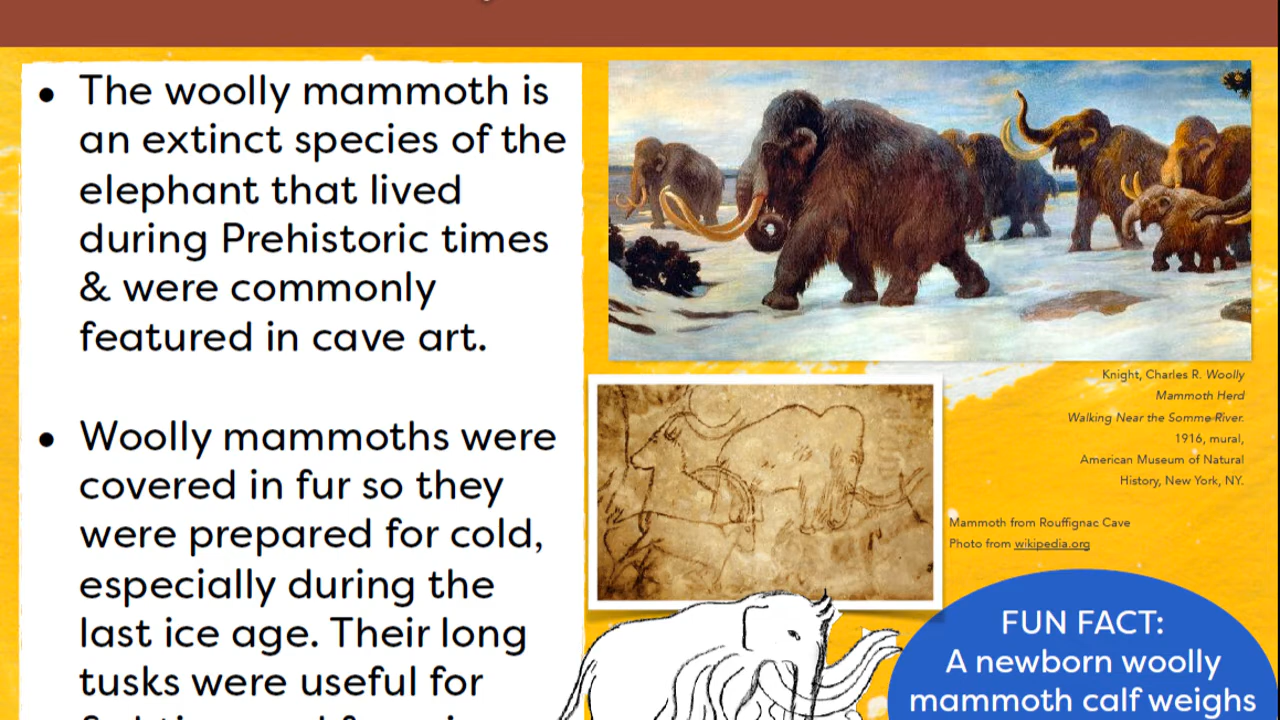 • The woolly mammoth is
an extinct species of the
elephant that lived
during Prehistoric times
& were commonly
featured in cave art.
• Woolly mammoths were
covered in fur so they
were prepared for cold,
especially during the
last ice age. Their long
tusks were useful for
Knight, Charles R. Woolly
Mammoth Herd
Walking Near the Somme River.
1916, mural,
American Museum of Natural
History, New York, NY.
Mammoth from Rouffignac Cave
Photo from wikipedia.org
FUN FACT:
A newborn woolly
mammoth calf weighs